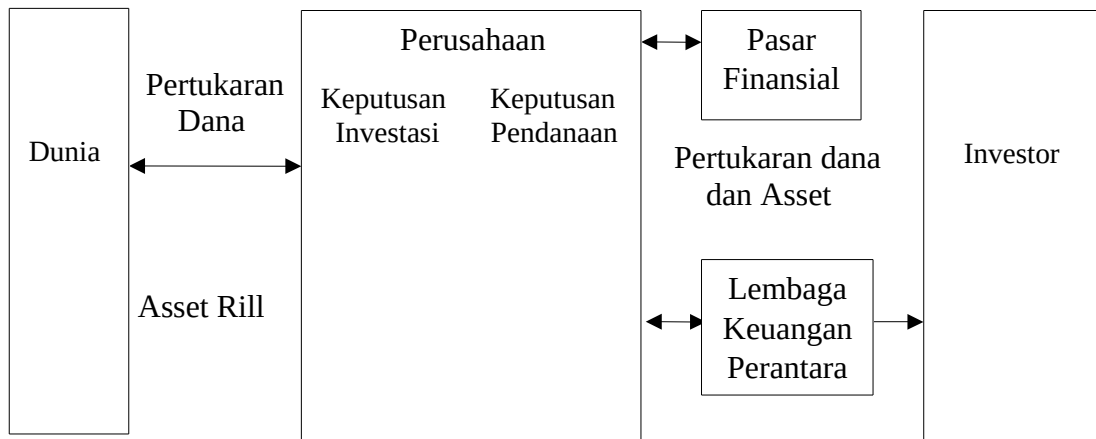 Dunia
Pertukaran
Dana
Asset Rill
Perusahaan
Keputusan
Investasi
Keputusan
Pendanaan
Pasar
Finansial
Pertukaran dana
dan Asset
Lembaga
Keuangan
Perantara
Investor